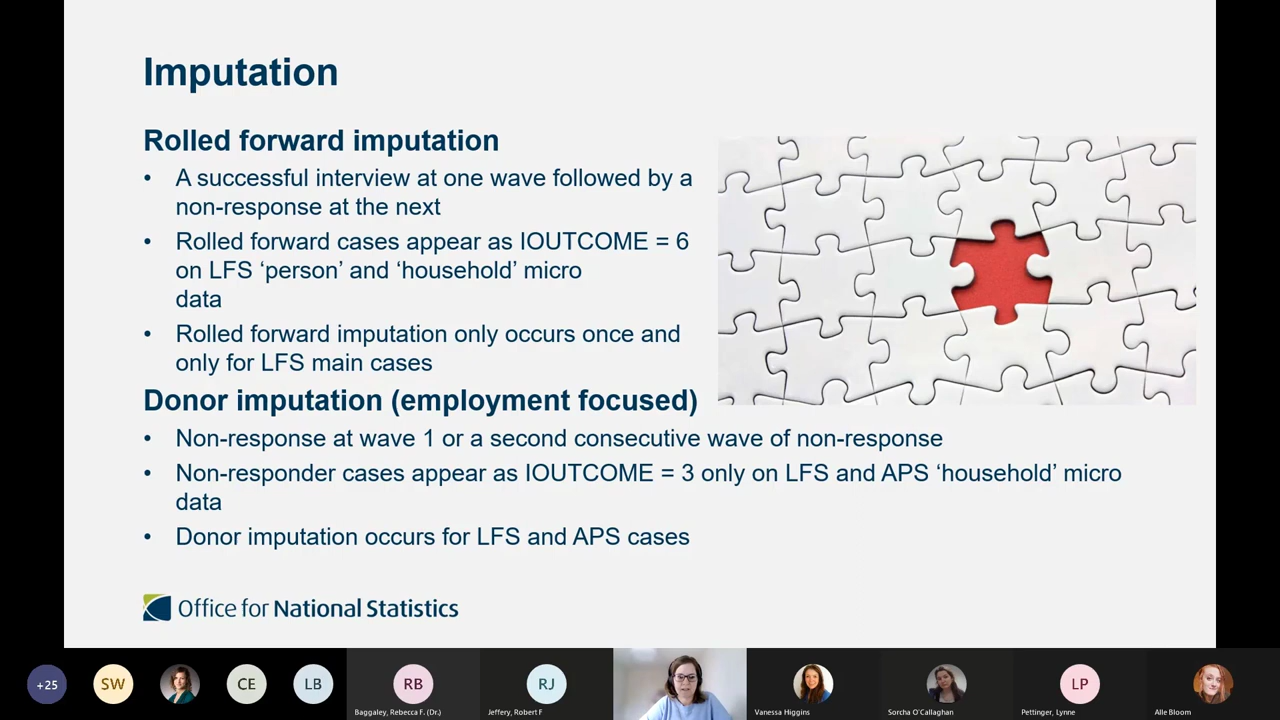 Imputation
Rolled forward imputation
• A successful interview at one wave followed by a
non-response at the next
• Rolled forward cases appear as IOUTCOME = 6
on LFS ‘person’ and ‘household’ micro
data
• Rolled forward imputation only occurs once and
only for LFS main cases
Donor imputation (employment focused)
• Non-response at wave 1 or a second consecutive wave of non-response
• Non-responder cases appear as IOUTCOME = 3 only on LFS and APS ‘household’ micro
data
• Donor imputation occurs for LFS and APS cases
Office for National Statistics
+25 SW CE LB RB RJ LP
Baggaley, Rebecca F. (Dr.) Jeffery, Robert F Vanessa Higgins Sorcha O'Callaghan Pettinger, Lynne Alle Bloom